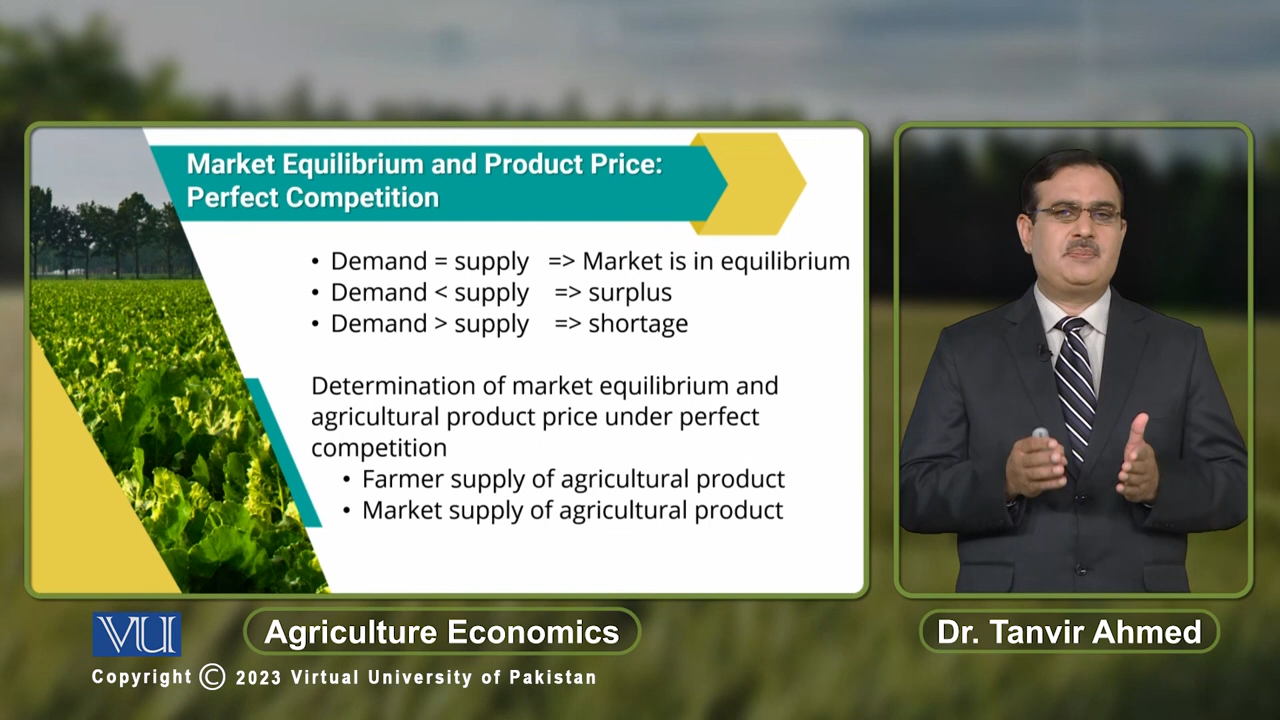 Market Equilibrium and Product Price:
Perfect Competition
• Demand = supply => Market is in equilibrium
• Demand < supply => surplus
• Demand > supply => shortage
Determination of market equilibrium and
agricultural product price under perfect
competition
• Farmer supply of agricultural product
• Market supply of agricultural product
VU
Agriculture Economics
Dr. Tanvir Ahmed
Copyright © 2023 Virtual University of Pakistan